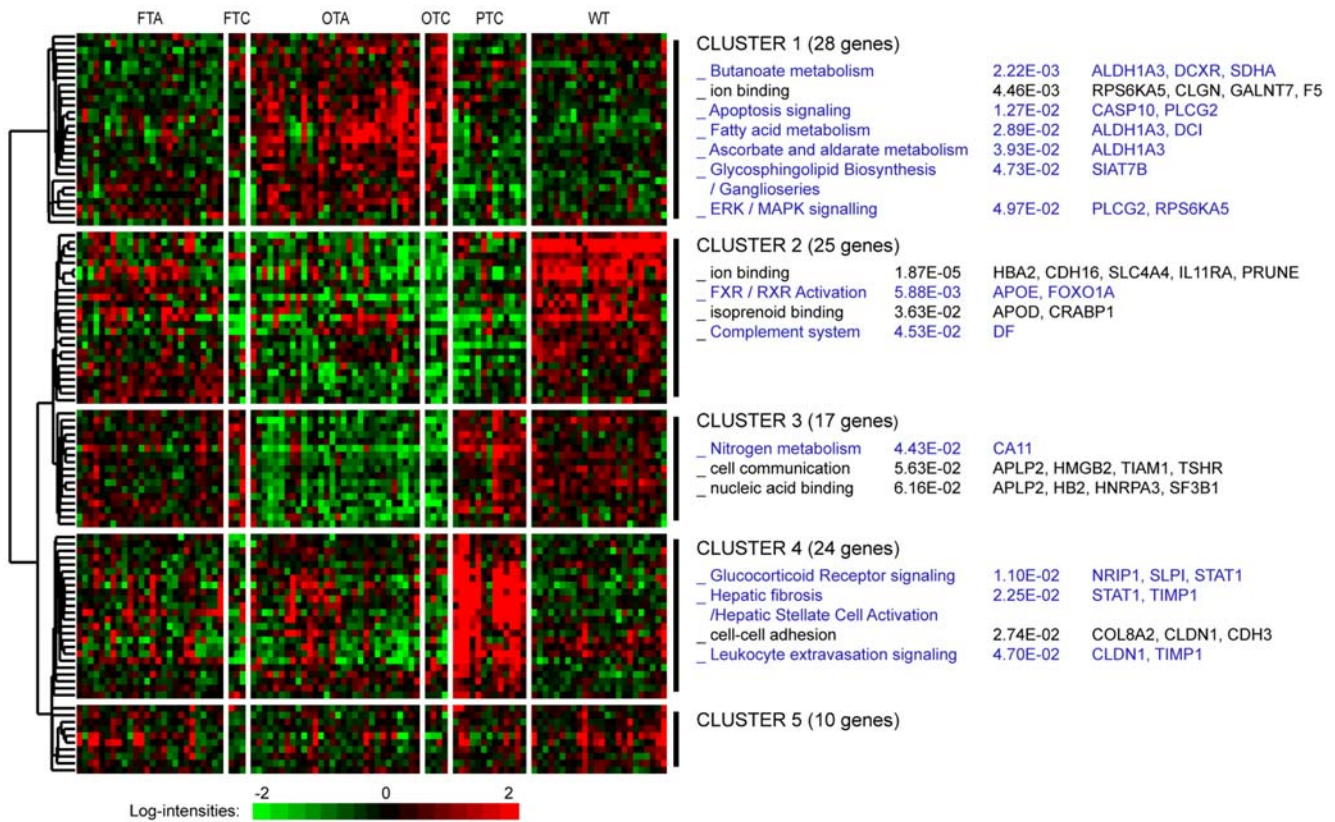 FTA FTC OTA OTC PTC WT
CLUSTER 1 (28 genes)
_ Butanoate metabolism 2.22E-03 ALDH1A3, DCXR, SDHA
_ ion binding 4.46E-03 RPS6KA5, CLGN, GALNT7, F5
_ Apoptosis signaling 1.27E-02 CASP10, PLCG2
_ Fatty acid metabolism 2.89E-02 ALDH1A3, DCI
_ Ascorbate and aldarate metabolism 3.93E-02 ALDH1A3
_ Glycosphingolipid Biosynthesis 4.73E-02 SIAT7B
/ Ganglioseries
_ ERK / MAPK signalling 4.97E-02 PLCG2, RPS6KA5
CLUSTER 2 (25 genes)
_ ion binding 1.87E-05 HBA2, CDH16, SLC4A4, IL11RA, PRUNE
_ FXR / RXR Activation 5.88E-03 APOE, FOXO1A
_ isoprenoid binding 3.63E-02 APOD, CRABP1
_ Complement system 4.53E-02 DF
CLUSTER 3 (17 genes)
_ Nitrogen metabolism 4.43E-02 CA11
_ cell communication 5.63E-02 APLP2, HMGB2, TIAM1, TSHR
_ nucleic acid binding 6.16E-02 APLP2, HB2, HNRPA3, SF3B1
CLUSTER 4 (24 genes)
_ Glucocorticoid Receptor signaling 1.10E-02 NRIP1, SLPI, STAT1
_ Hepatic fibrosis 2.25E-02 STAT1, TIMP1
/Hepatic Stellate Cell Activation
_ cell-cell adhesion 2.74E-02 COL8A2, CLDN1, CDH3
_ Leukocyte extravasation signaling 4.70E-02 CLDN1, TIMP1
CLUSTER 5 (10 genes)
-2 0 2
Log-intensities: